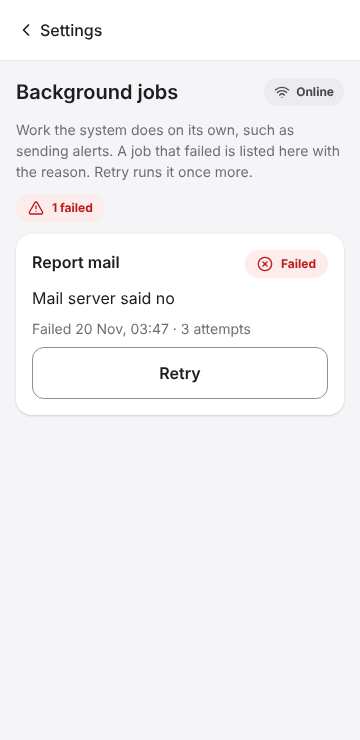 Settings
Background jobs
Online
Work the system does on its own, such as
sending alerts. A job that failed is listed here with
the reason. Retry runs it once more.
1 failed
Report mail
Failed
Mail server said no
Failed 20 Nov, 03:47 · 3 attempts
Retry